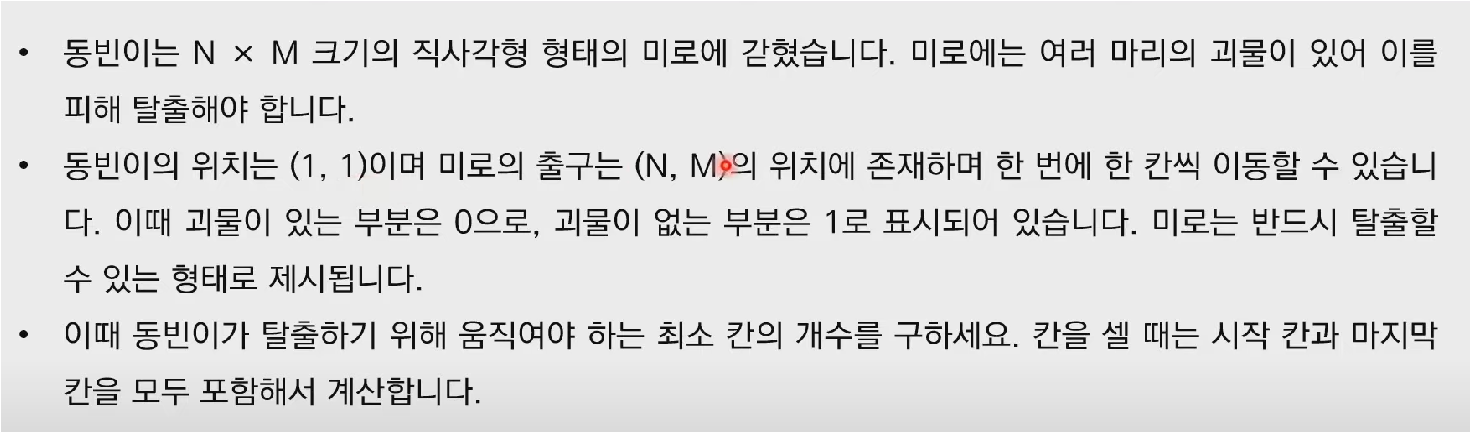 • 동빈이는 N × M 크기의 직사각형 형태의 미로에 갇혔습니다. 미로에는 여러 마리의 괴물이 있어 이를
피해 탈출해야 합니다.
• 동빈이의 위치는 (1, 1)이며 미로의 출구는 (N, M)의 위치에 존재하며 한 번에 한 칸씩 이동할 수 있습니
다. 이때 괴물이 있는 부분은 0으로, 괴물이 없는 부분은 1로 표시되어 있습니다. 미로는 반드시 탈출할
수 있는 형태로 제시됩니다.
• 이때 동빈이가 탈출하기 위해 움직여야 하는 최소 칸의 개수를 구하세요. 칸을 셀 때는 시작 칸과 마지막
칸을 모두 포함해서 계산합니다.